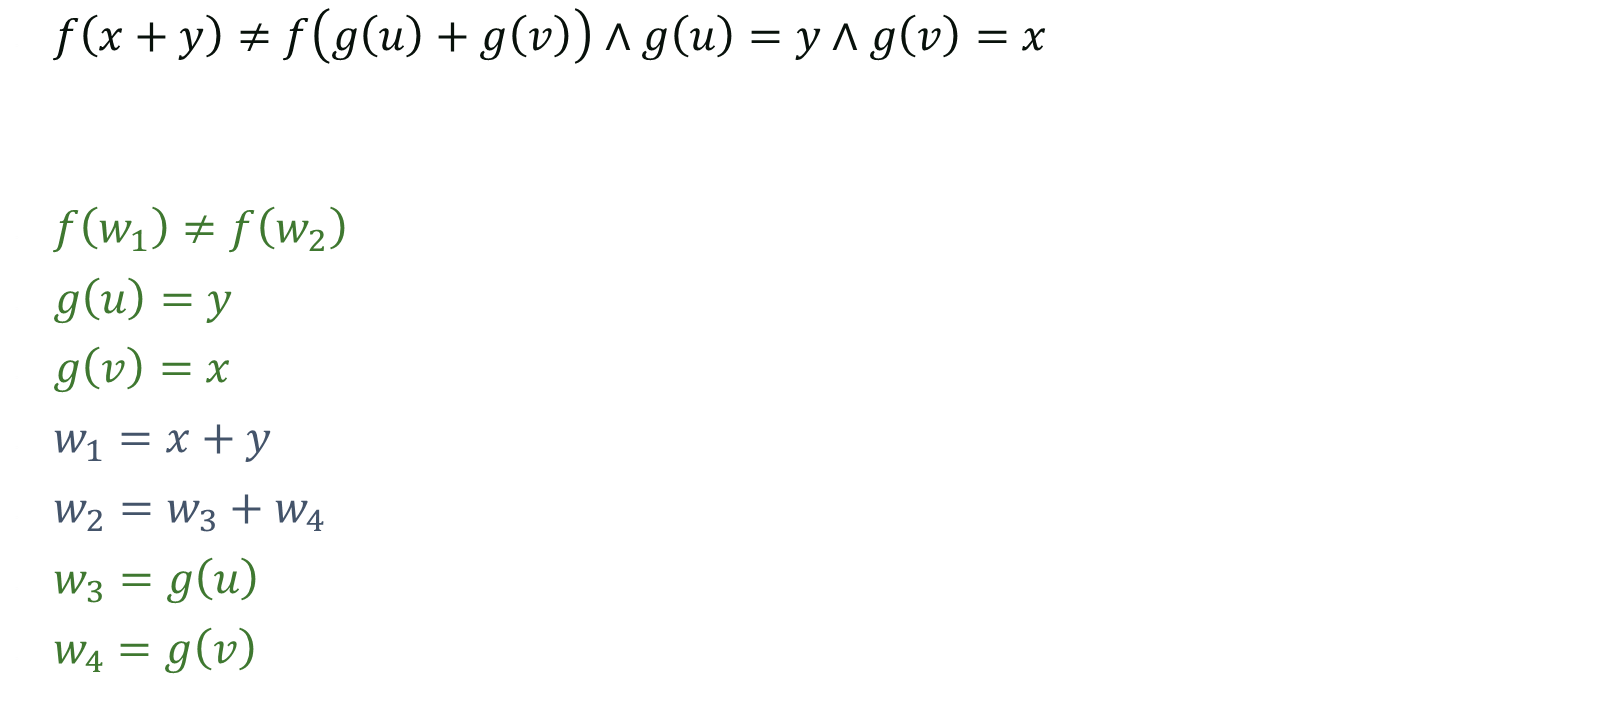 f(x + y) ≠ f(g(u) + g(v)) ∧ g(u) = y ∧ g(v) = x
f(w₁) ≠ f(w₂)
g(u) = y
g(v) = x
w₁ = x + y
w₂ = w₃ + w₄
w₃ = g(u)
w₄ = g(v)